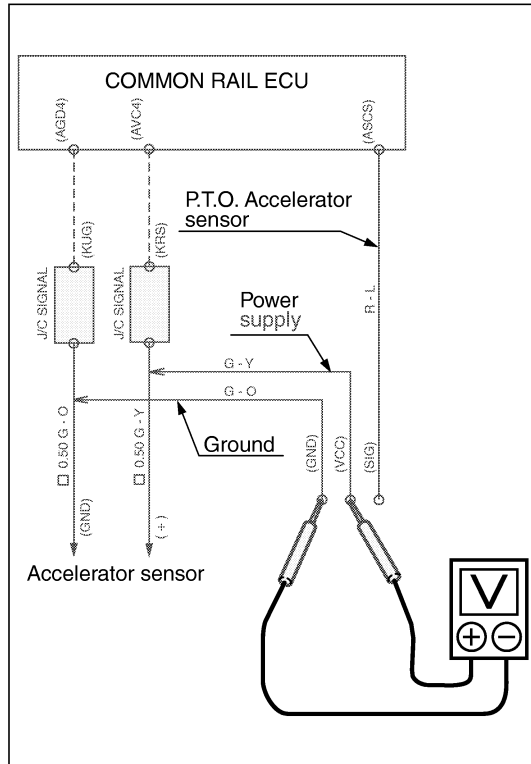 COMMON RAIL ECU
(AGD4)
(AVC4)
(ASCS)
P.T.O. Accelerator
sensor
(KUG)
(KRS)
J/C SIGNAL
J/C SIGNAL
R - L
Power
supply
G - Y
G - O
Ground
□ 0.50 G - O
□ 0.50 G - Y
(GND)
(VCC)
(SIG)
(GND)
(+)
Accelerator sensor
V
+ −